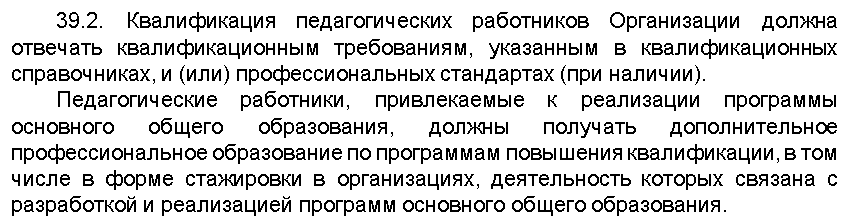 39.2. Квалификация педагогических работников Организации должна
отвечать квалификационным требованиям, указанным в квалификационных
справочниках, и (или) профессиональных стандартах (при наличии).
Педагогические работники, привлекаемые к реализации программы
основного общего образования, должны получать дополнительное
профессиональное образование по программам повышения квалификации, в том
числе в форме стажировки в организациях, деятельность которых связана с
разработкой и реализацией программ основного общего образования.